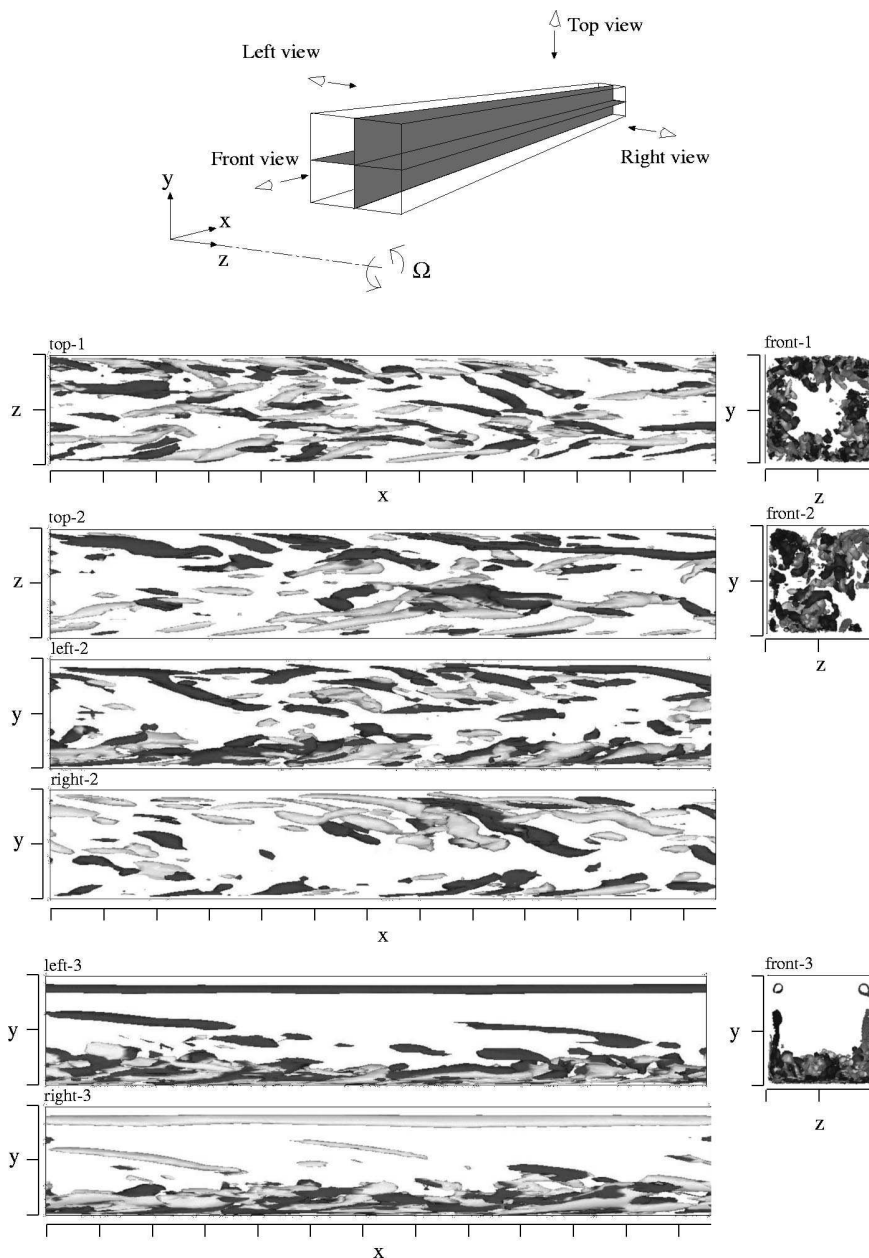 Top view
Left view
Front view
Right view
y
x
z
Ω
top-1
front-1
z
y
x
z
top-2
front-2
z
y
z
left-2
y
right-2
y
x
left-3
front-3
y
y
z
right-3
y
x